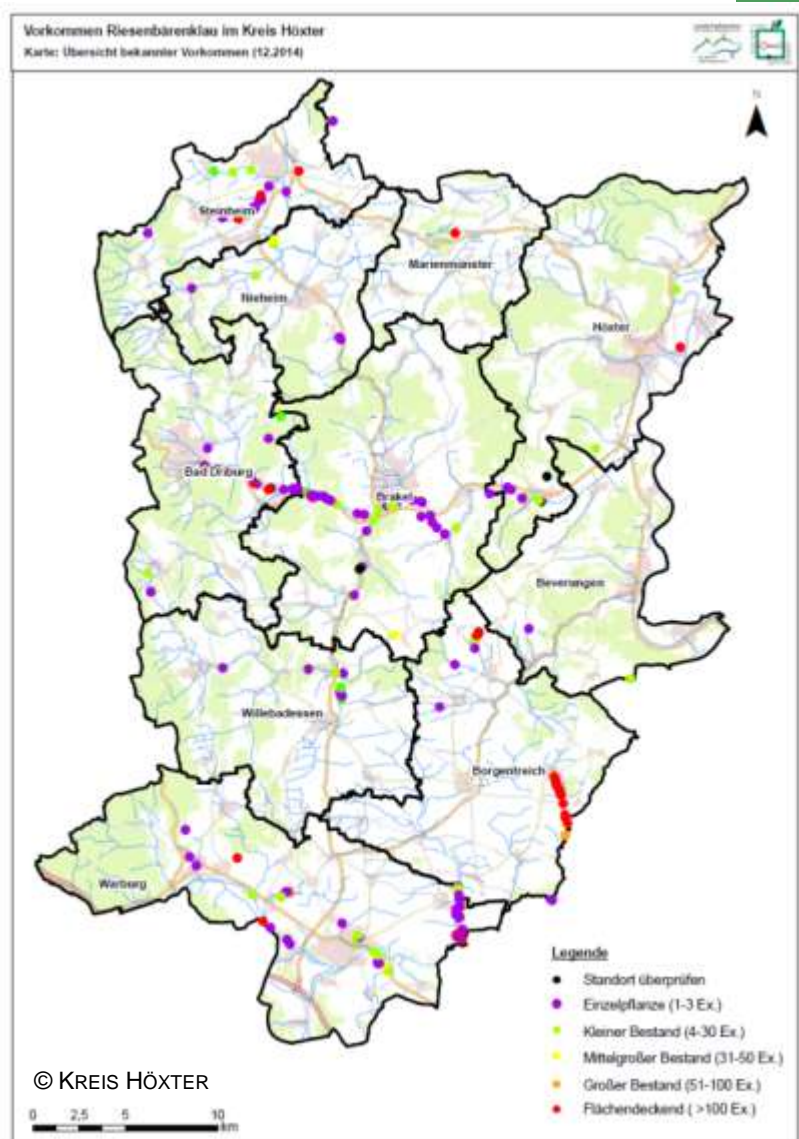 Vorkommen Riesenbärenklau im Kreis Höxter
Karte: Übersicht bekannter Vorkommen (12.2014)
N
Steinheim
Marienmünster
Nieheim
Höxter
Bad Driburg
Brakel
Beverungen
Willebadessen
Borgentreich
Warburg
Legende
Standort überprüfen
Einzelpflanze (1-3 Ex.)
Kleiner Bestand (4-30 Ex.)
Mittelgroßer Bestand (31-50 Ex.)
Großer Bestand (51-100 Ex.)
Flächendeckend ( >100 Ex.)
© KREIS HÖXTER
0 2,5 5 10
km